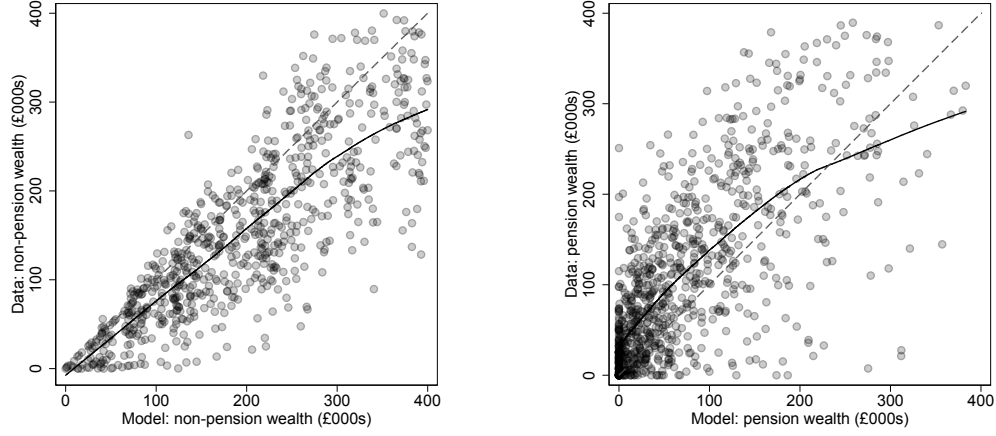 400
300
200
100
0
Data: non-pension wealth (£000s)
0 100 200 300 400
Model: non-pension wealth (£000s)
400
300
200
100
0
Data: pension wealth (£000s)
0 100 200 300 400
Model: pension wealth (£000s)